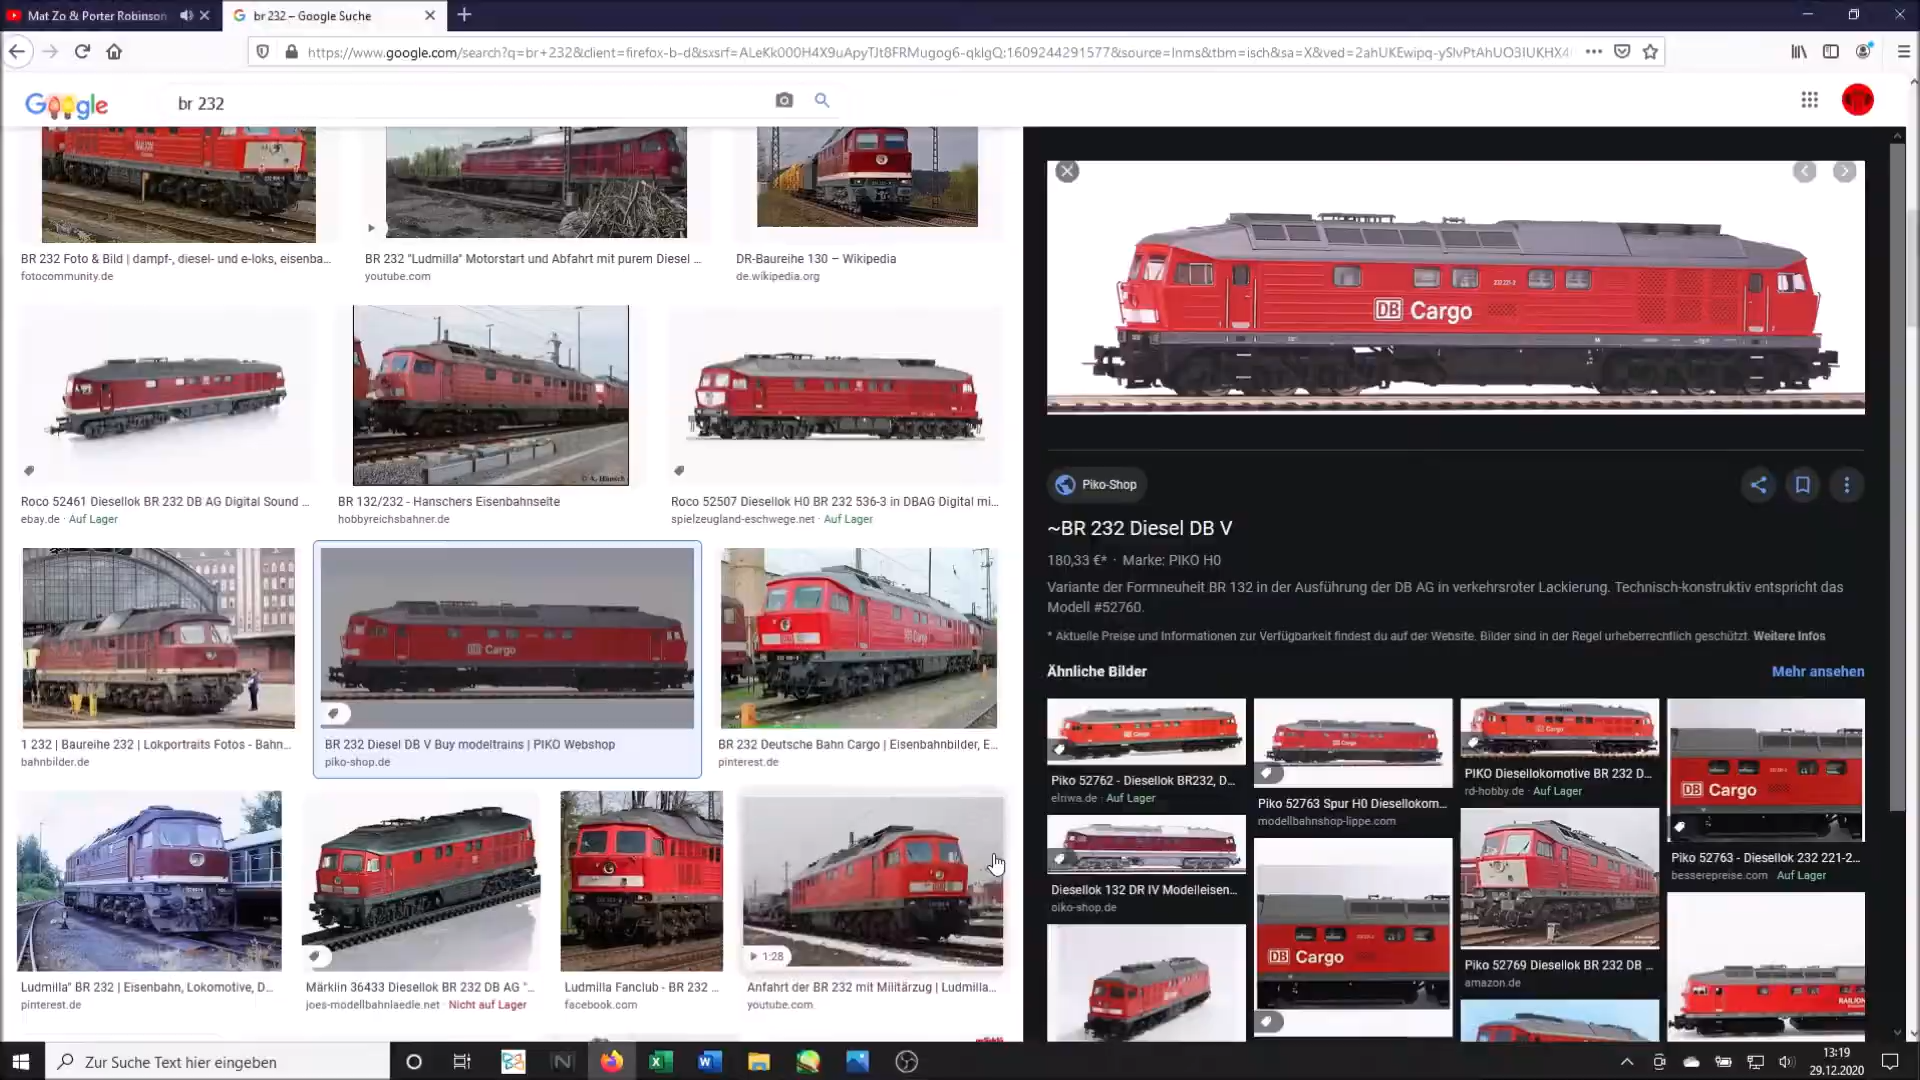 Mat Zo & Porter Robinson
br 232 – Google Suche
https://www.google.com/search?q=br+232&client=firefox-b-d&sxsrf=ALeKk000H4X9uApyTJt8FRMugog6-qklgQ:1609244291577&source=lnms&tbm=isch&sa=X&ved=2ahUKEwipq-ySlvPtAhUO3IUKHX4
Google
br 232
RAILION
BR 232 Foto & Bild | dampf-, diesel- und e-loks, eisenba...
fotocommunity.de
BR 232 "Ludmilla" Motorstart und Abfahrt mit purem Diesel ...
youtube.com
DR-Baureihe 130 – Wikipedia
de.wikipedia.org
DB Cargo
232 221-2
Roco 52461 Diesellok BR 232 DB AG Digital Sound ...
ebay.de · Auf Lager
BR 132/232 - Hanschers Eisenbahnseite
hobbyreichsbahner.de
Roco 52507 Diesellok H0 BR 232 536-3 in DBAG Digital mi...
spielzeugland-eschwege.net · Auf Lager
Piko-Shop
~BR 232 Diesel DB V
180,33 €* · Marke: PIKO H0
Variante der Formneuheit BR 132 in der Ausführung der DB AG in verkehrsroter Lackierung. Technisch-konstruktiv entspricht das
Modell #52760.
* Aktuelle Preise und Informationen zur Verfügbarkeit findest du auf der Website. Bilder sind in der Regel urheberrechtlich geschützt. Weitere Infos
Ähnliche Bilder
Mehr ansehen
DB Cargo
1 232 | Baureihe 232 | Lokportraits Fotos - Bahn...
bahnbilder.de
BR 232 Diesel DB V Buy modeltrains | PIKO Webshop
piko-shop.de
BR 232 Deutsche Bahn Cargo | Eisenbahnbilder, E...
pinterest.de
Piko 52762 - Diesellok BR232, D...
elriwa.de · Auf Lager
Piko 52763 Spur H0 Diesellokom...
modellbahnshop-lippe.com
PIKO Diesellokomotive BR 232 D...
rd-hobby.de · Auf Lager
DB Cargo
Piko 52763 - Diesellok 232 221-2...
besserepreise.com Auf Lager
Diesellok 132 DR IV Modelleisen...
piko-shop.de
DB Cargo
Piko 52769 Diesellok BR 232 DB ...
amazon.de
RAILION
1:28
Ludmilla" BR 232 | Eisenbahn, Lokomotive, D...
pinterest.de
Märklin 36433 Diesellok BR 232 DB AG "...
joes-modellbahnlaedle.net · Nicht auf Lager
Ludmilla Fanclub - BR 232 ...
facebook.com
Anfahrt der BR 232 mit Militärzug | Ludmilla...
youtube.com
Zur Suche Text hier eingeben
13:19
29.12.2020